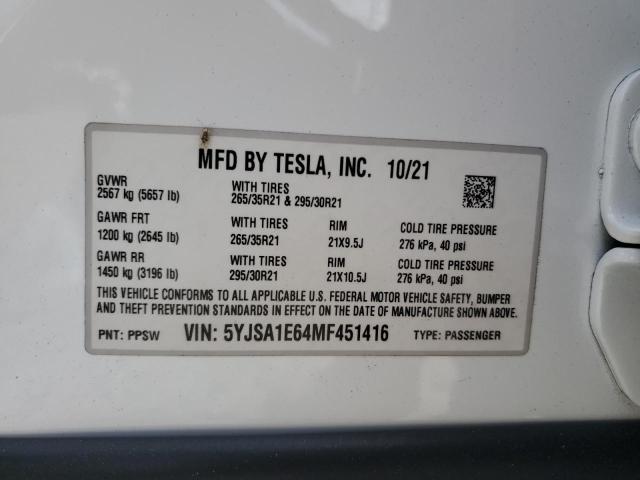 MFD BY TESLA, INC. 10/21
GVWR
2567 kg (5657 lb)
WITH TIRES
265/35R21 & 295/30R21
GAWR FRT
1200 kg (2645 lb)
WITH TIRES
265/35R21
RIM
21X9.5J
COLD TIRE PRESSURE
276 kPa, 40 psi
GAWR RR
1450 kg (3196 lb)
WITH TIRES
295/30R21
RIM
21X10.5J
COLD TIRE PRESSURE
276 kPa, 40 psi
THIS VEHICLE CONFORMS TO ALL APPLICABLE U.S. FEDERAL MOTOR VEHICLE SAFETY, BUMPER
AND THEFT PREVENTION STANDARDS IN EFFECT ON THE DATE OF MANUFACTURE SHOWN ABOVE.
PNT: PPSW VIN: 5YJSA1E64MF451416 TYPE: PASSENGER